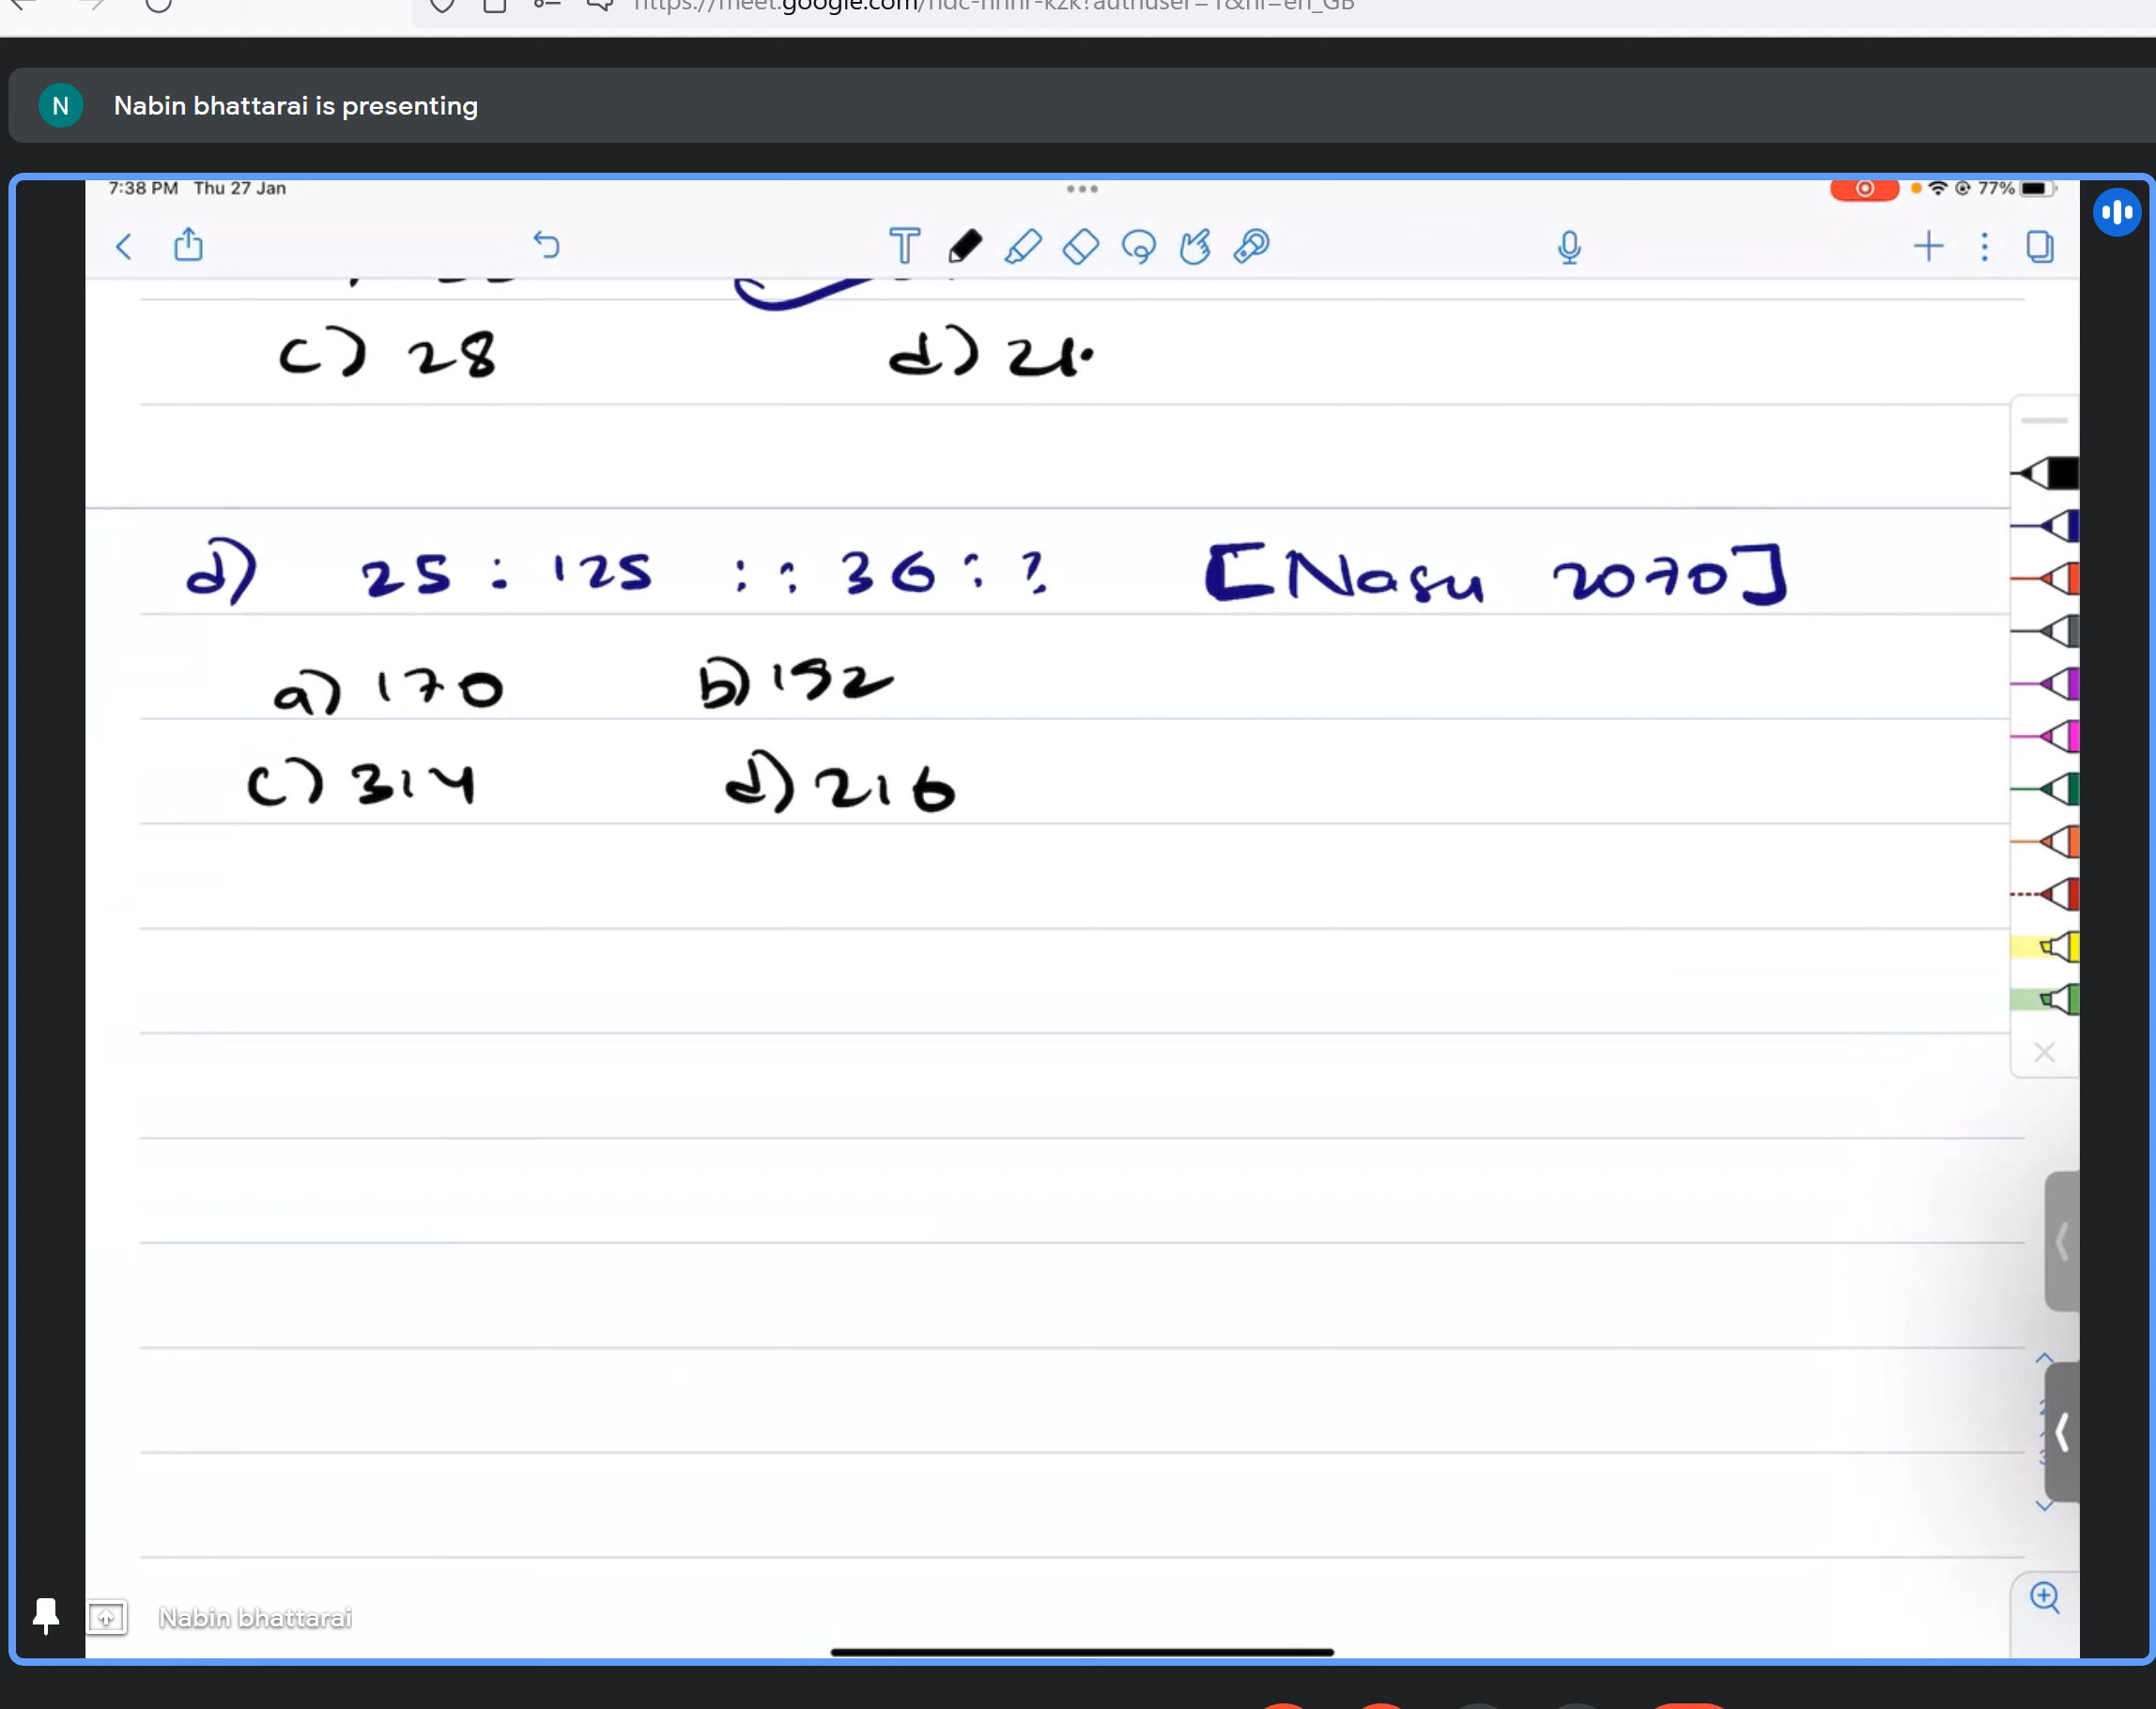 Nabin bhattarai is presenting
N
7:38 PM Thu 27 Jan
77%
T
c) 28 d) 21.
d) 25 : 125 :: 36 : ? [Nasu 2070]
a) 170 b) 192
c) 314 d) 216
Nabin bhattarai